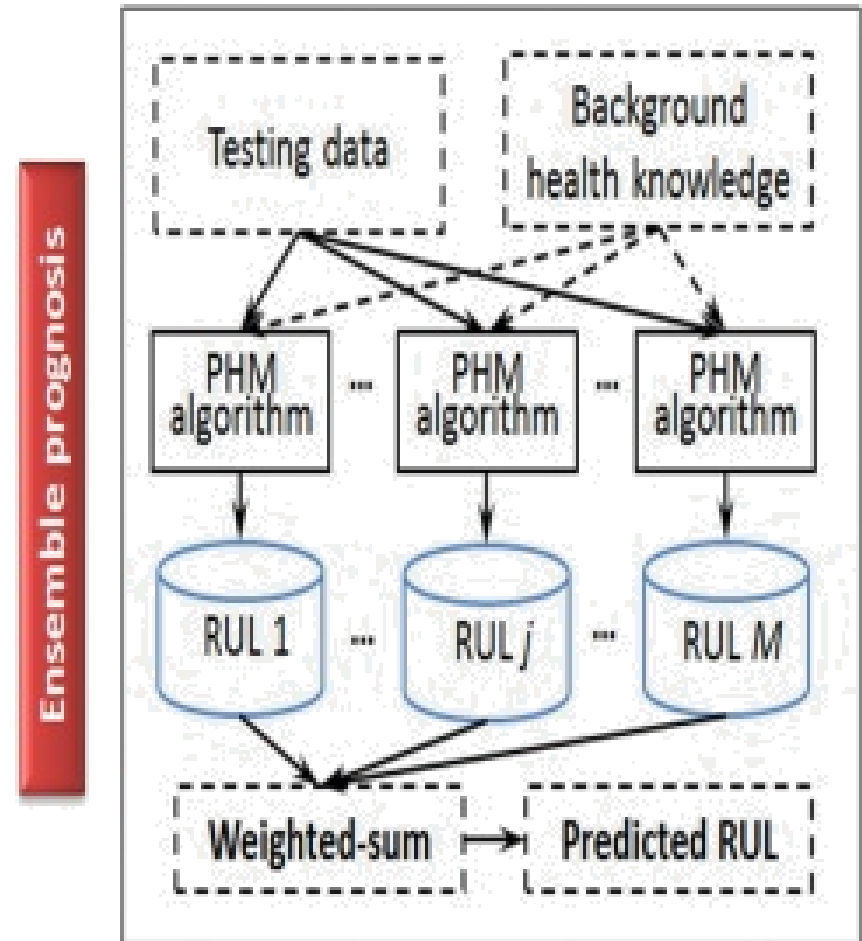 Ensemble prognosis
Testing data
Background
health knowledge
PHM
algorithm
...
PHM
algorithm
...
PHM
algorithm
RUL 1
...
RUL j
...
RUL M
Weighted-sum
Predicted RUL